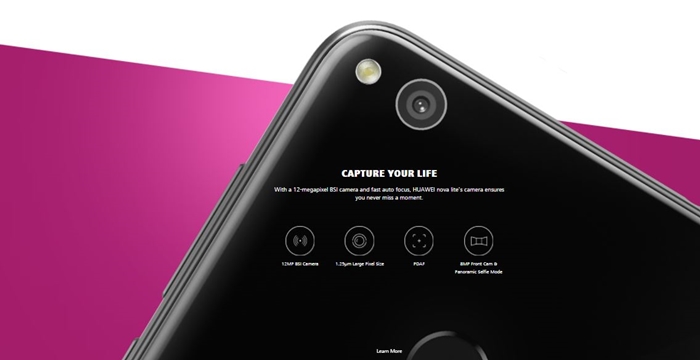 CAPTURE YOUR LIFE
With a 12-megapixel BSI camera and fast auto focus, HUAWEI nova lite's camera ensures
you never miss a moment.
12MP BSI Camera
1.25μm Large Pixel Size
PDAF
8MP Front Cam &
Panoramic Selfie Mode
Learn More